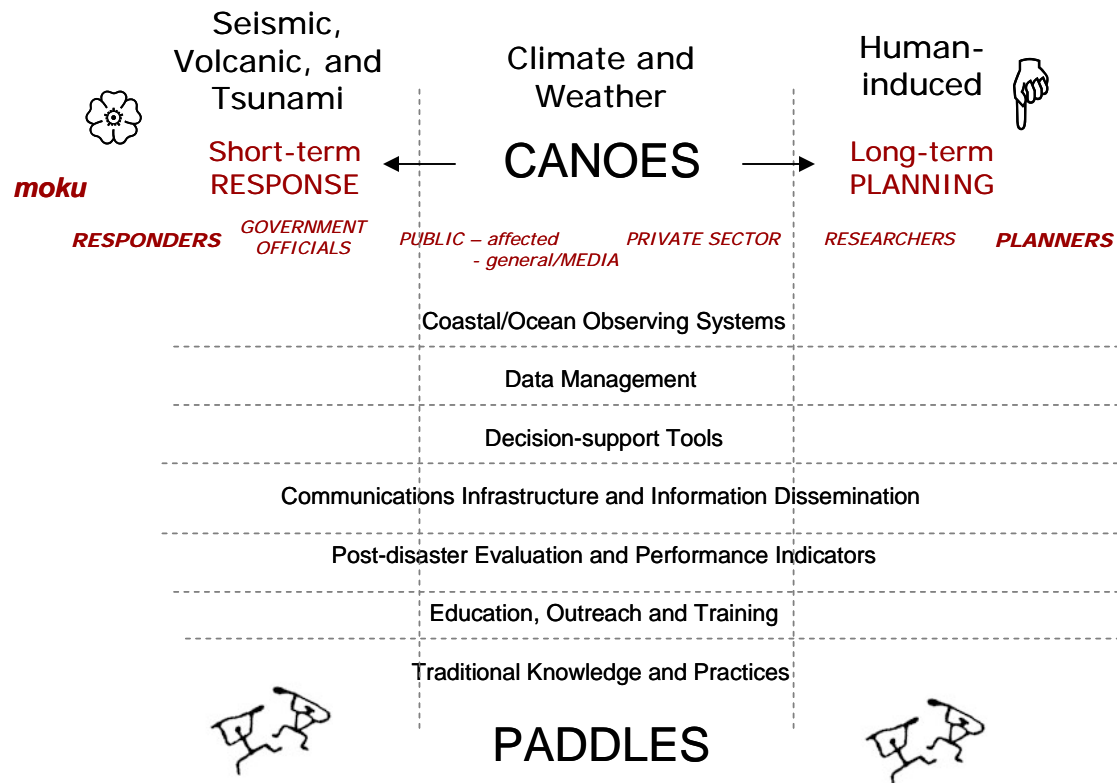 Seismic,
Volcanic, and
Tsunami
Climate and
Weather
Human-
induced
Short-term
RESPONSE
CANOES
Long-term
PLANNING
moku
RESPONDERS
GOVERNMENT
OFFICIALS
PUBLIC – affected
- general/MEDIA
PRIVATE SECTOR
RESEARCHERS
PLANNERS
Coastal/Ocean Observing Systems
Data Management
Decision-support Tools
Communications Infrastructure and Information Dissemination
Post-disaster Evaluation and Performance Indicators
Education, Outreach and Training
Traditional Knowledge and Practices
PADDLES